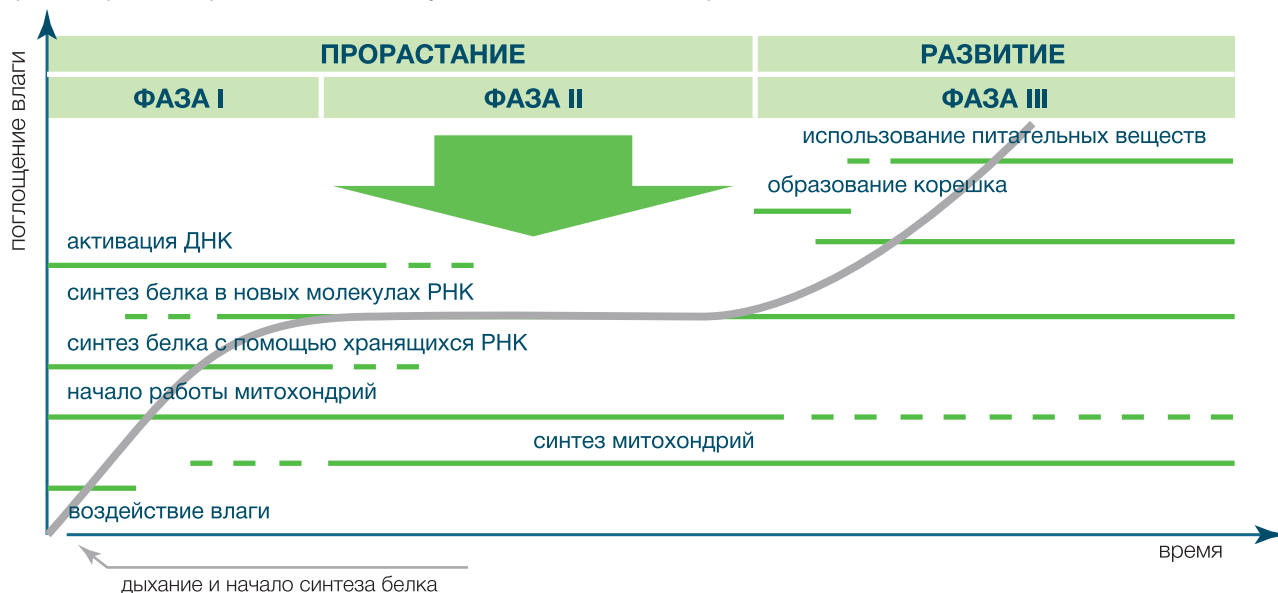 поглощение влаги
ПРОРАСТАНИЕ
РАЗВИТИЕ
ФАЗА I
ФАЗА II
ФАЗА III
использование питательных веществ
образование корешка
активация ДНК
синтез белка в новых молекулах РНК
синтез белка с помощью хранящихся РНК
начало работы митохондрий
синтез митохондрий
воздействие влаги
время
дыхание и начало синтеза белка